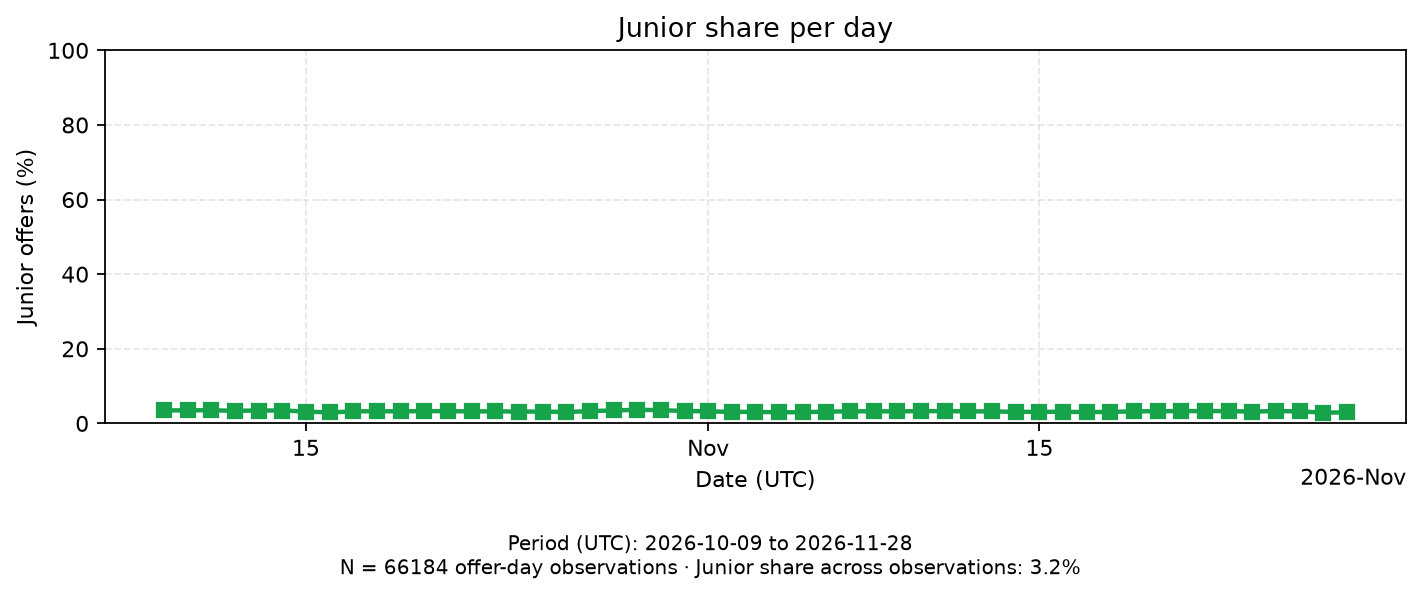 Junior share per day
100
80
60
40
20
0
Junior offers (%)
15
Nov
15
Date (UTC)
2026-Nov
Period (UTC): 2026-10-09 to 2026-11-28
N = 66184 offer-day observations · Junior share across observations: 3.2%